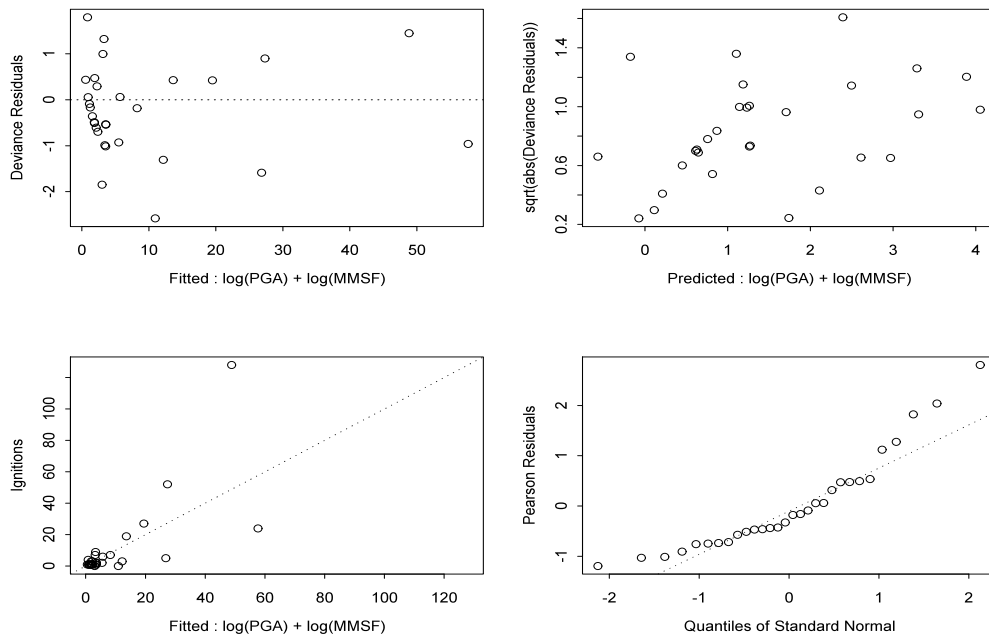 Deviance Residuals
1
0
-1
-2
0 10 20 30 40 50
Fitted : log(PGA) + log(MMSF)
sqrt(abs(Deviance Residuals))
1.4
1.0
0.6
0.2
0 1 2 3 4
Predicted : log(PGA) + log(MMSF)
Ignitions
100
80
60
40
20
0
0 20 40 60 80 100 120
Fitted : log(PGA) + log(MMSF)
Pearson Residuals
2
1
0
-1
-2 -1 0 1 2
Quantiles of Standard Normal